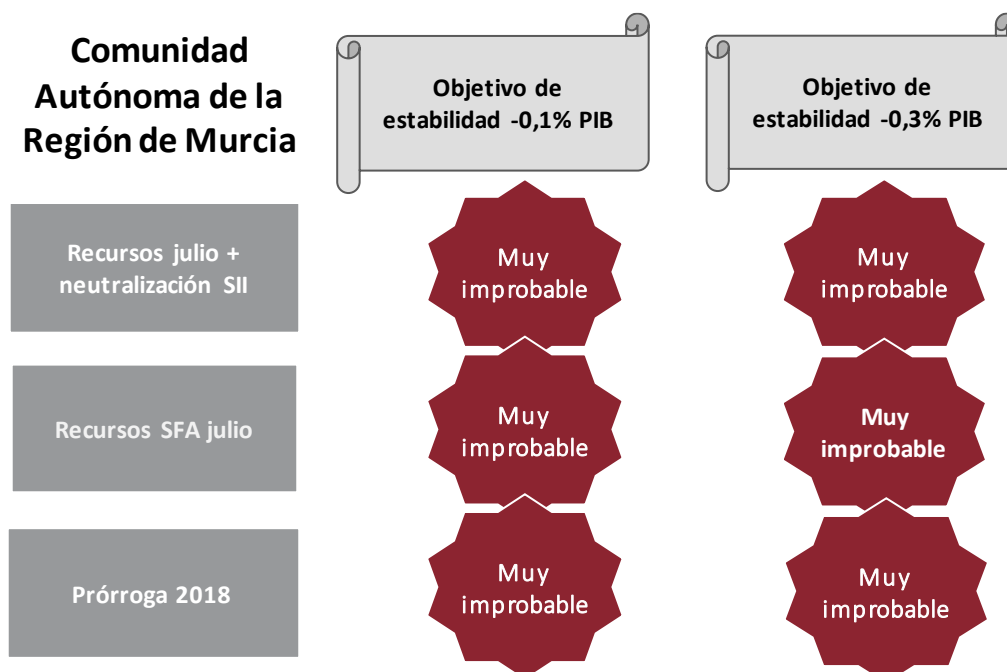 Comunidad
Autónoma de la
Región de Murcia
Objetivo de
estabilidad -0,1% PIB
Objetivo de
estabilidad -0,3% PIB
Recursos julio +
neutralización SII
Muy
improbable
Muy
improbable
Recursos SFA julio
Muy
improbable
Muy
improbable
Prórroga 2018
Muy
improbable
Muy
improbable